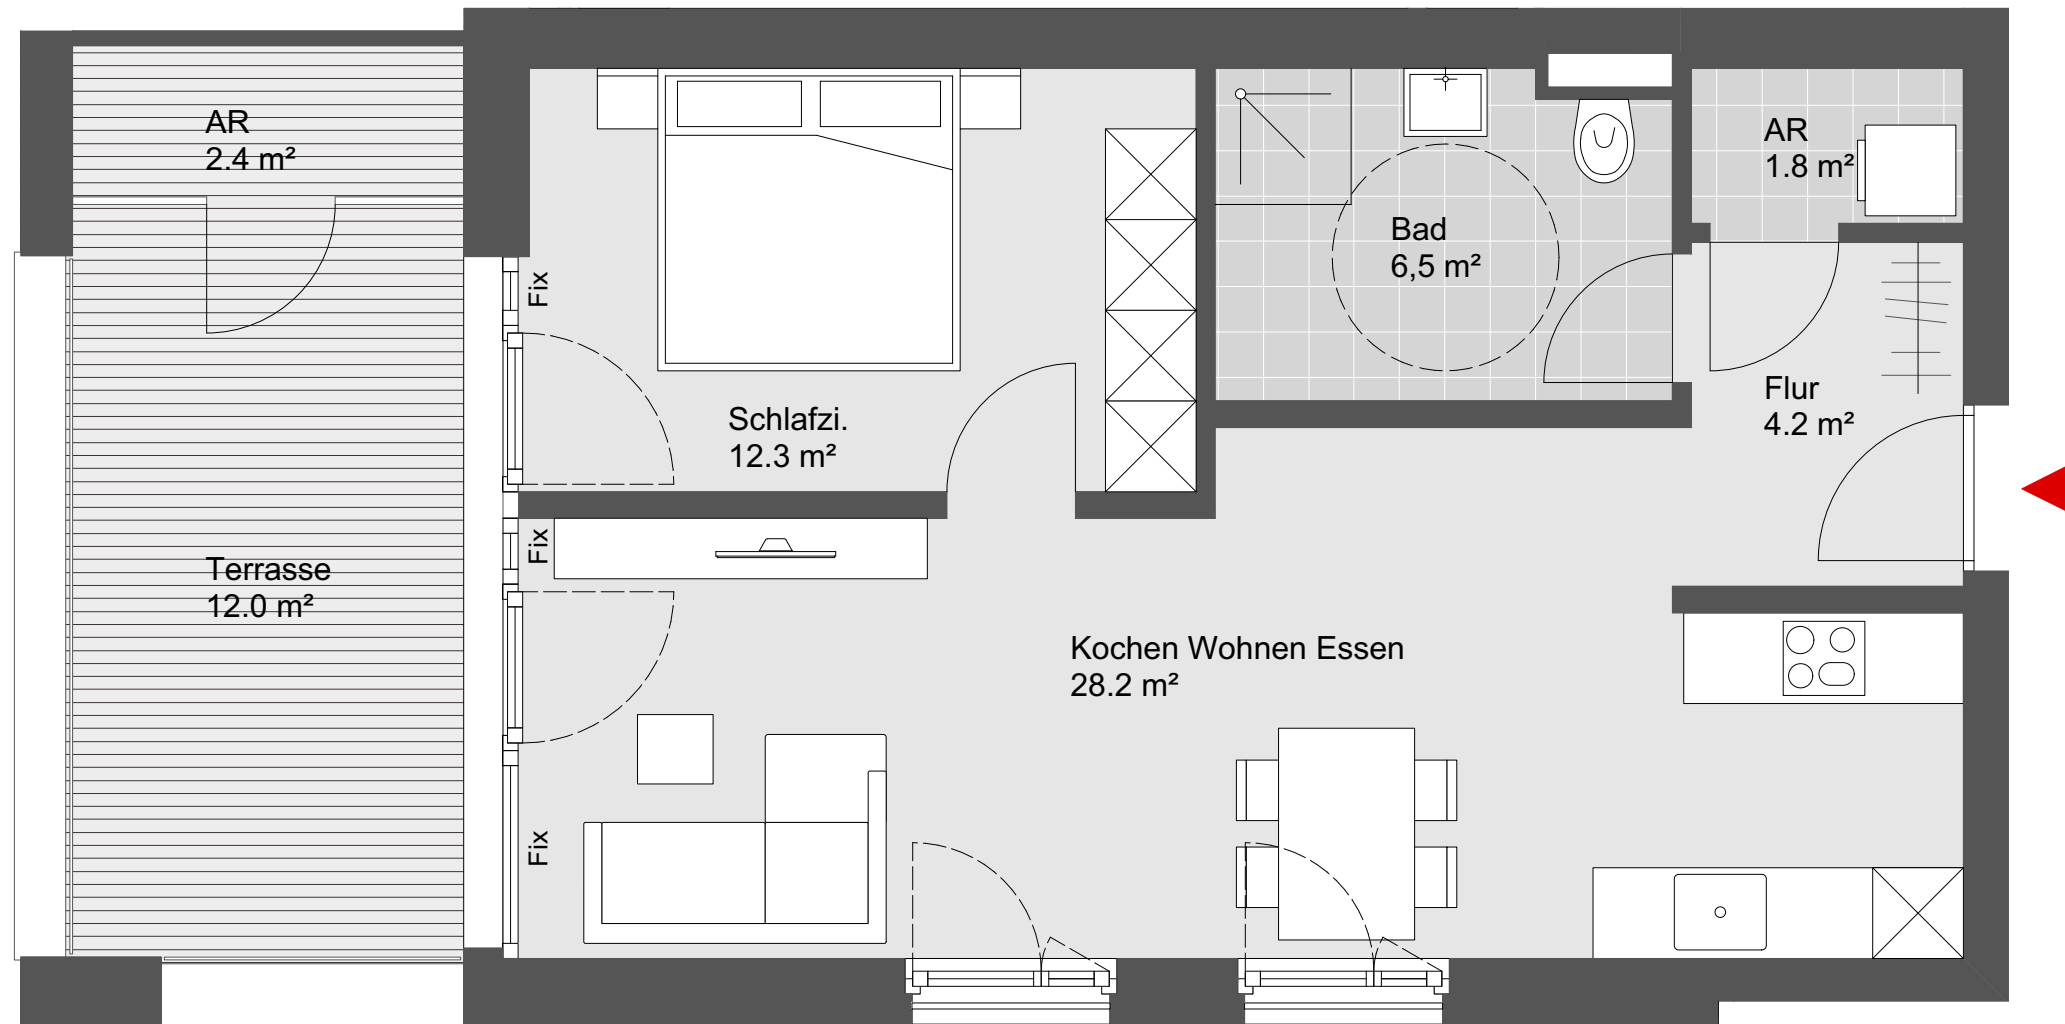 AR
2.4 m²
Fix
Schlafzi.
12.3 m²
Bad
6,5 m²
AR
1.8 m²
Flur
4.2 m²
Terrasse
12.0 m²
Fix
Kochen Wohnen Essen
28.2 m²
Fix